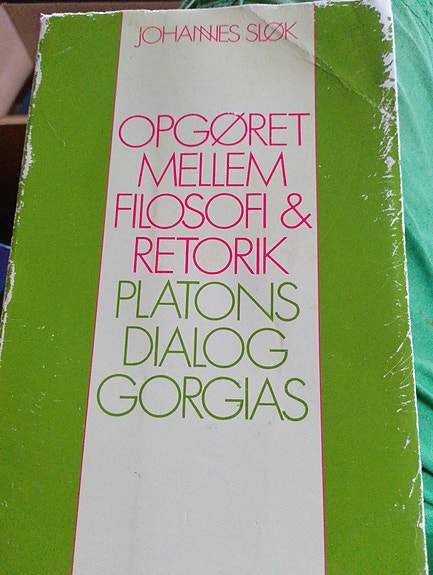 JOHANNES SLØK
OPGØRET
MELLEM
FILOSOFI &
RETORIK
PLATONS
DIALOG
GORGIAS